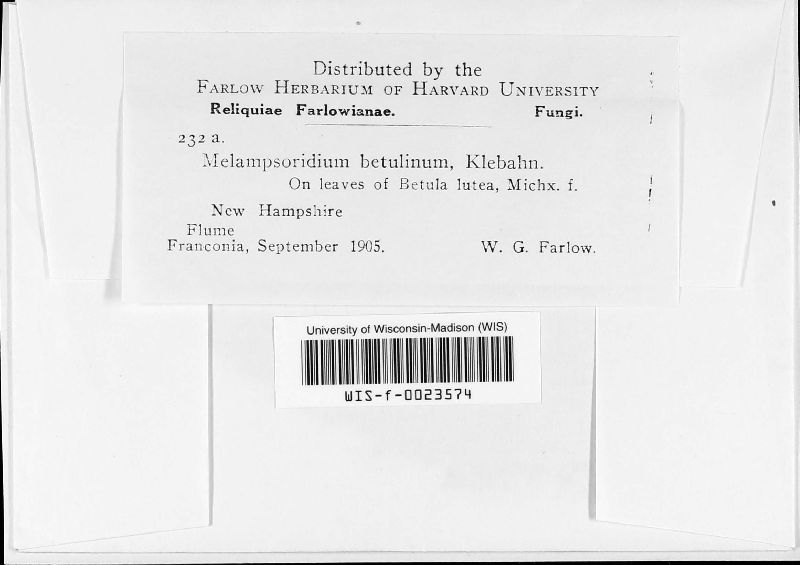 Distributed by the
FARLOW HERBARIUM OF HARVARD UNIVERSITY
Reliquiae Farlowianae. Fungi.
232 a.
Melampsoridium betulinum, Klebahn.
On leaves of Betula lutea, Michx. f.
New Hampshire
Flume
Franconia, September 1905. W. G. Farlow.
University of Wisconsin-Madison (WIS)
WIS-f-0023574